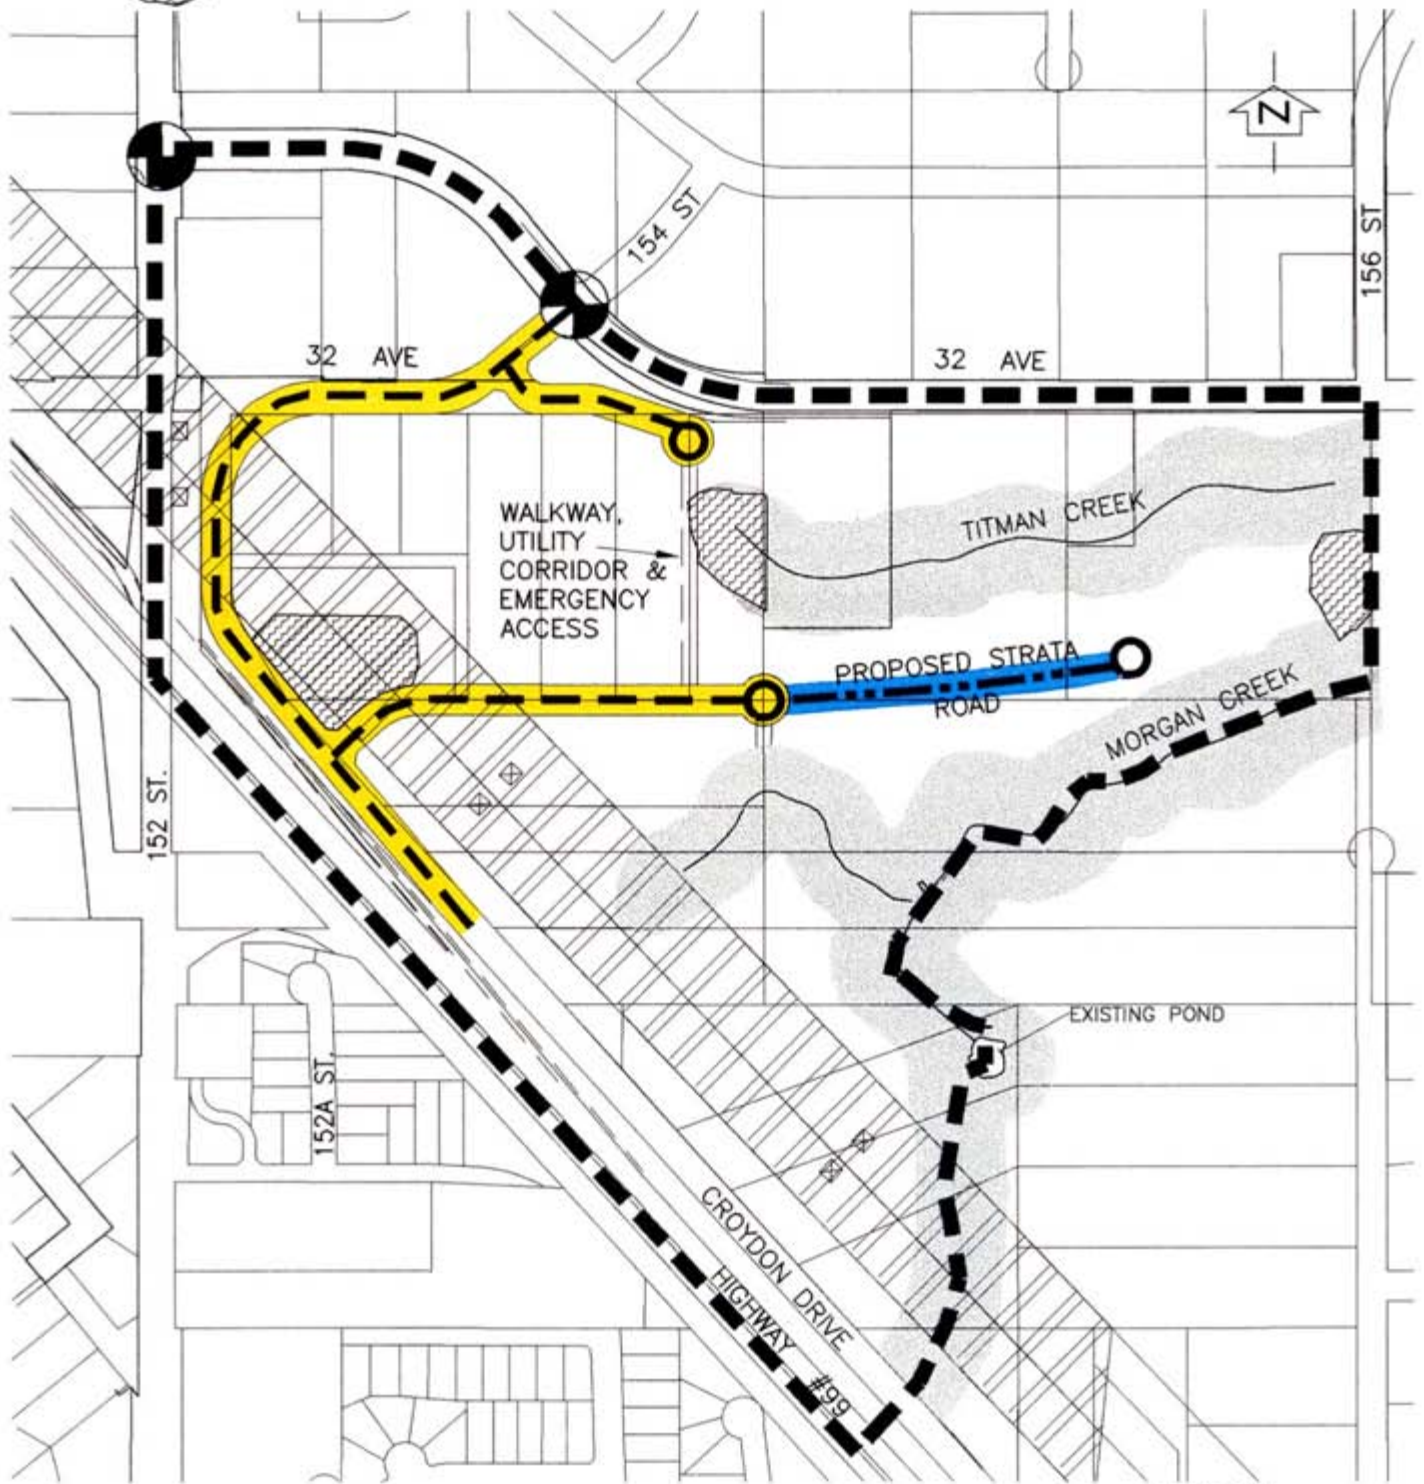 N
154 ST
156 ST
32 AVE
32 AVE
WALKWAY,
UTILITY
CORRIDOR &
EMERGENCY
ACCESS
TITMAN CREEK
PROPOSED STRATA
ROAD
MORGAN CREEK
152 ST.
EXISTING POND
152A ST.
CROYDON DRIVE
HIGHWAY #99